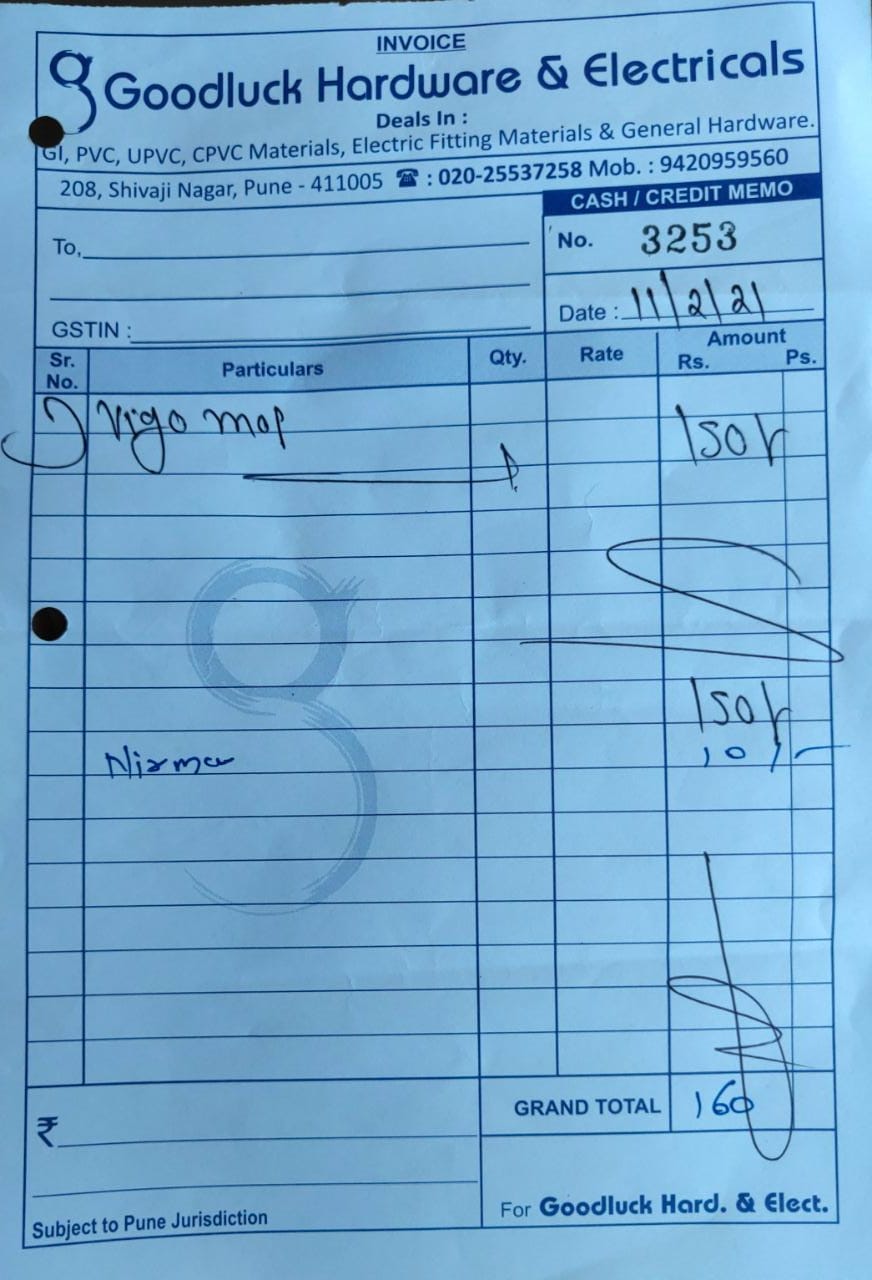 INVOICE
Goodluck Hardware & Electricals
Deals In :
GI, PVC, UPVC, CPVC Materials, Electric Fitting Materials & General Hardware.
208, Shivaji Nagar, Pune - 411005 ☎ : 020-25537258 Mob. : 9420959560
CASH / CREDIT MEMO
To,
No. 3253
Date : 11/2/21
GSTIN :
Sr. No. Particulars Qty. Rate Amount Rs. Ps.
1) Vigo mop 150/-
150/-
Nirma 10/-
GRAND TOTAL 160
₹
For Goodluck Hard. & Elect.
Subject to Pune Jurisdiction